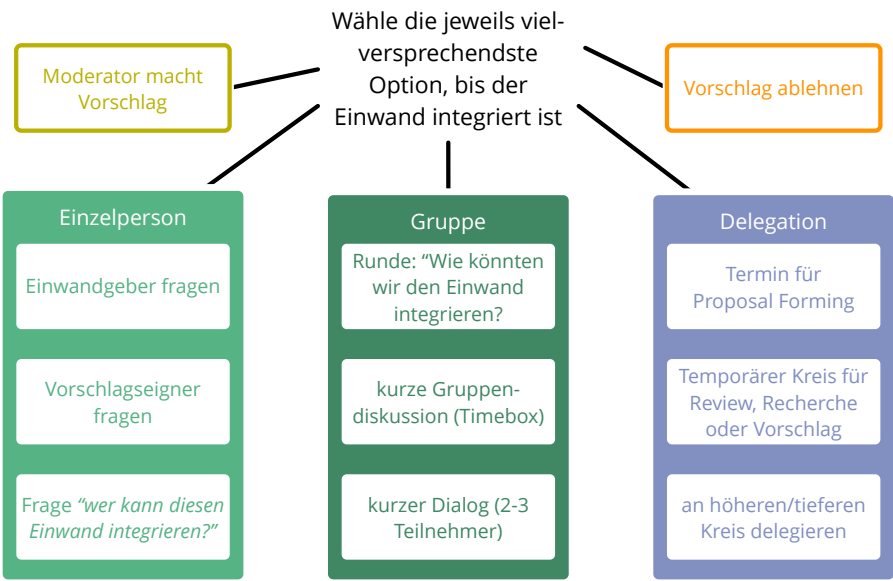 Wähle die jeweils viel-
versprechendste
Option, bis der
Einwand integriert ist
Moderator macht
Vorschlag
Vorschlag ablehnen
Einzelperson
Einwandgeber fragen
Vorschlagseigner
fragen
Frage “wer kann diesen
Einwand integrieren?”
Gruppe
Runde: “Wie könnten
wir den Einwand
integrieren?
kurze Gruppen-
diskussion (Timebox)
kurzer Dialog (2-3
Teilnehmer)
Delegation
Termin für
Proposal Forming
Temporärer Kreis für
Review, Recherche
oder Vorschlag
an höheren/tieferen
Kreis delegieren